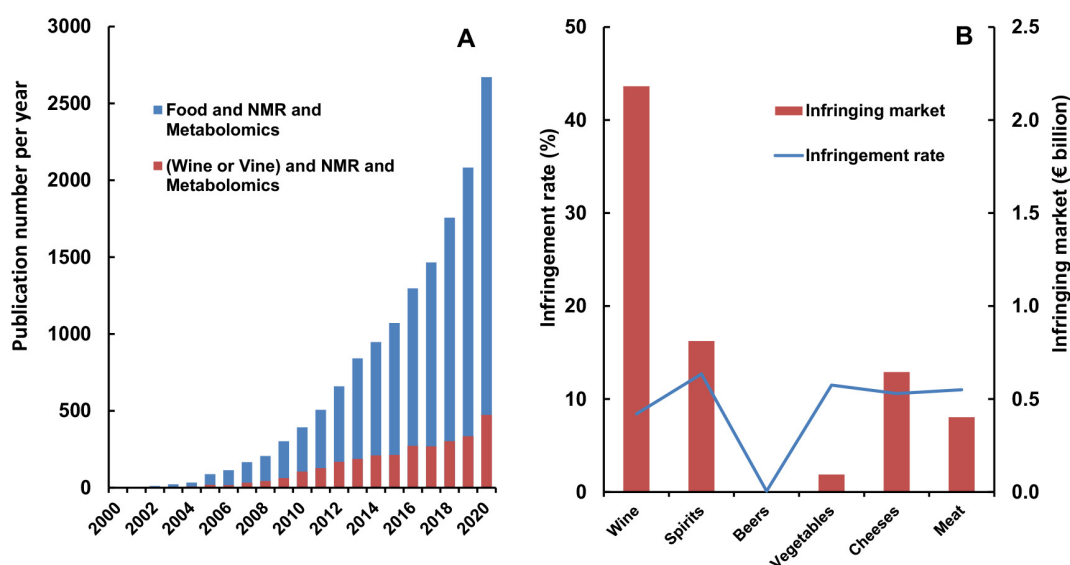 A
Publication number per year
3000
2500
2000
1500
1000
500
0
Food and NMR and
Metabolomics
(Wine or Vine) and NMR and
Metabolomics
2000
2002
2004
2006
2008
2010
2012
2014
2016
2018
2020
B
Infringement rate (%)
50
40
30
20
10
0
Infringing market
Infringement rate
2.5
2.0
1.5
1.0
0.5
0.0
Infringing market (€ billion)
Wine
Spirits
Beers
Vegetables
Cheeses
Meat